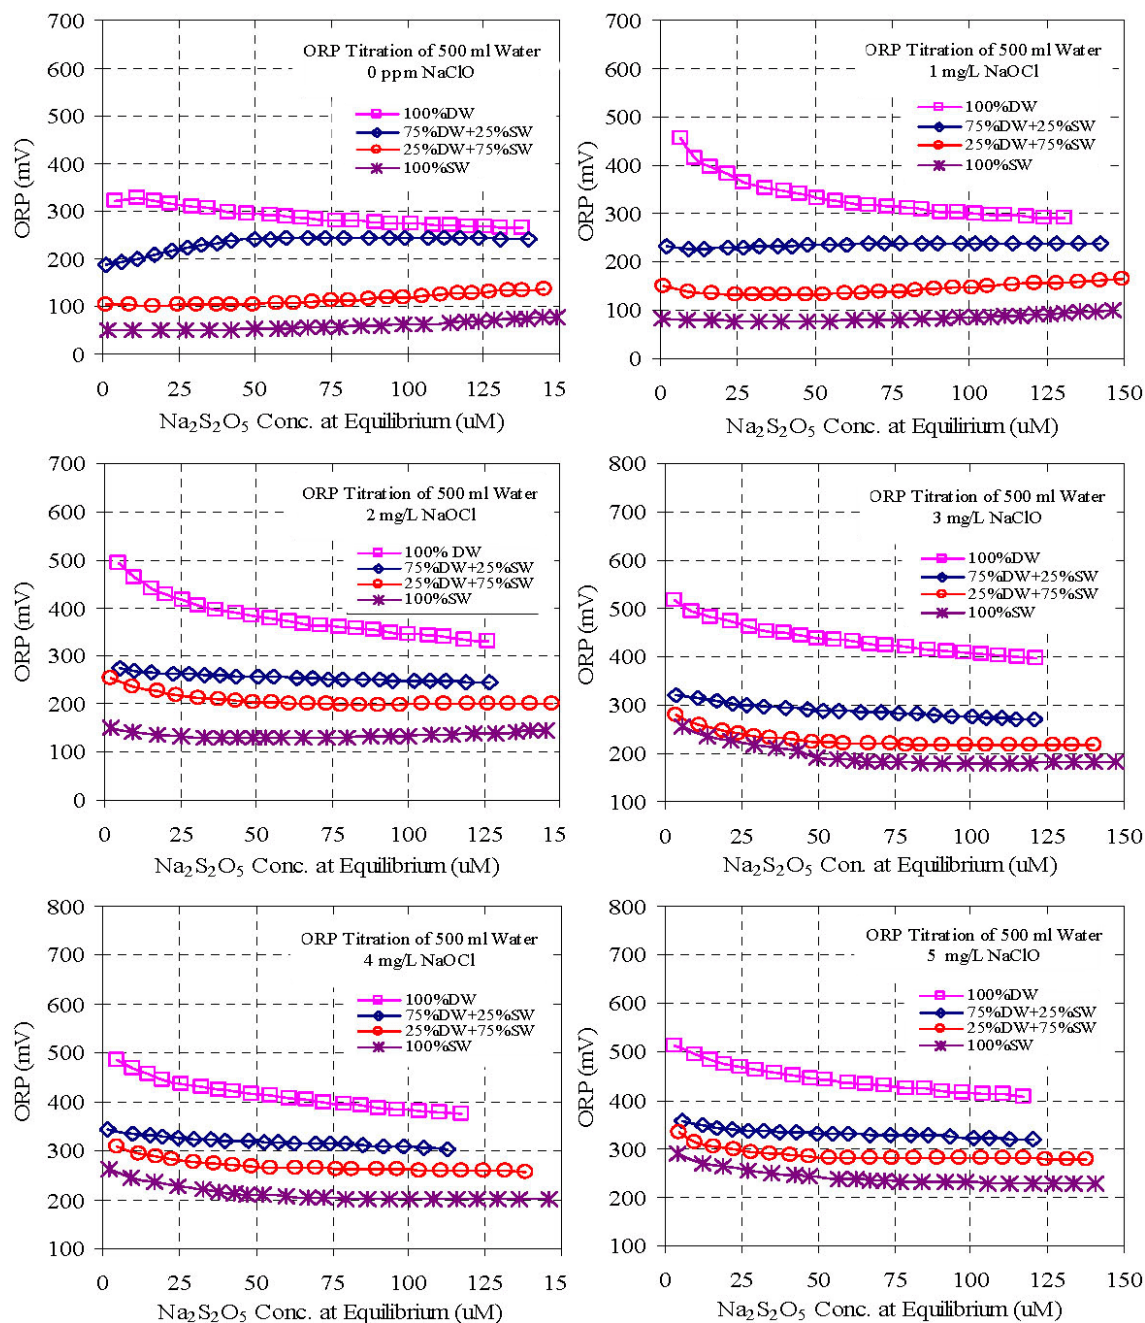 ORP Titration of 500 ml Water
0 ppm NaClO
100%DW
75%DW+25%SW
25%DW+75%SW
100%SW
ORP (mV)
700
600
500
400
300
200
100
0
0 25 50 75 100 125 15
Na₂S₂O₅ Conc. at Equilibrium (uM)
ORP Titration of 500 ml Water
1 mg/L NaOCl
100%DW
75%DW+25%SW
25%DW+75%SW
100%SW
ORP (mV)
700
600
500
400
300
200
100
0
0 25 50 75 100 125 150
Na₂S₂O₅ Conc. at Equilirium (uM)
ORP Titration of 500 ml Water
2 mg/L NaOCl
100% DW
75%DW+25%SW
25%DW+75%SW
100%SW
ORP (mV)
700
600
500
400
300
200
100
0
0 25 50 75 100 125 15
Na₂S₂O₅ Conc. at Equilibrium (uM)
ORP Titration of 500 ml Water
3 mg/L NaClO
100%DW
75%DW+25%SW
25%DW+75%SW
100%SW
ORP (mV)
800
700
600
500
400
300
200
100
0 25 50 75 100 125 150
Na₂S₂O₅ Con. at Equilibrium (uM)
ORP Titration of 500 ml Water
4 mg/L NaOCl
100%DW
75%DW+25%SW
25%DW+75%SW
100%SW
ORP (mV)
800
700
600
500
400
300
200
100
0 25 50 75 100 125 15
Na₂S₂O₅ Conc. at Equilibrium (uM)
ORP Titration of 500 ml Water
5 mg/L NaClO
100%DW
75%DW+25%SW
25%DW+75%SW
100%SW
ORP (mV)
800
700
600
500
400
300
200
100
0 25 50 75 100 125 150
Na₂S₂O₅ Conc. at Equilibrium (uM)